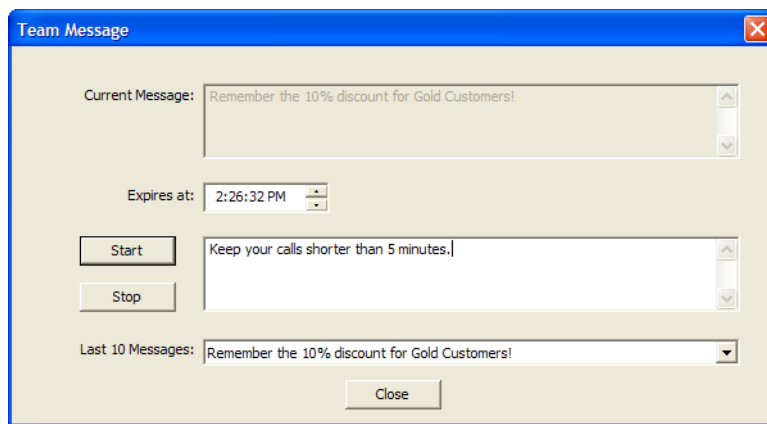 Team Message
Current Message: Remember the 10% discount for Gold Customers!
Expires at: 2:26:32 PM
Start Keep your calls shorter than 5 minutes.
Stop
Last 10 Messages: Remember the 10% discount for Gold Customers!
Close